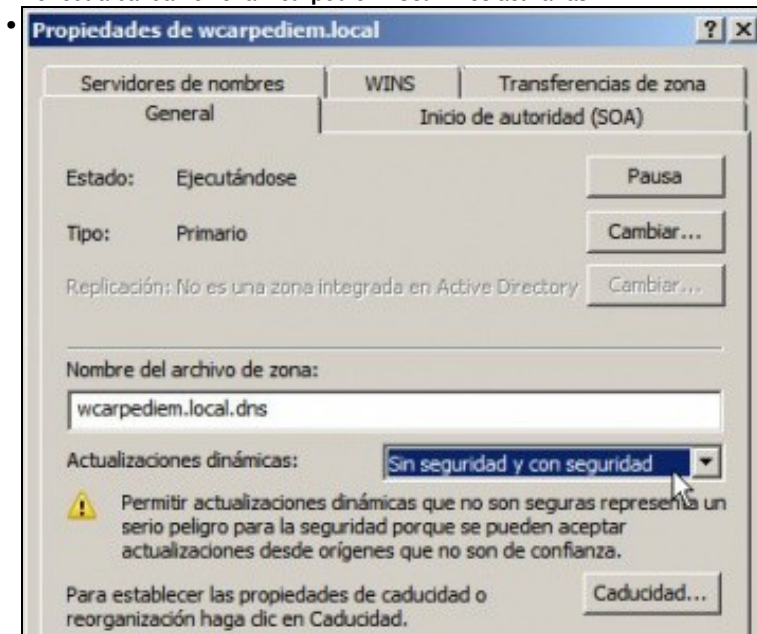 Propiedades de wcarpediem.local
Servidores de nombres WINS Transferencias de zona
General Inicio de autoridad (SOA)
Estado: Ejecutándose Pausa
Tipo: Primario Cambiar...
Replicación: No es una zona integrada en Active Directory Cambiar...
Nombre del archivo de zona:
wcarpediem.local.dns
Actualizaciones dinámicas: Sin seguridad y con seguridad
Permitir actualizaciones dinámicas que no son seguras representa un
serio peligro para la seguridad porque se pueden aceptar
actualizaciones desde orígenes que no son de confianza.
Para establecer las propiedades de caducidad o Caducidad...
reorganización haga clic en Caducidad.